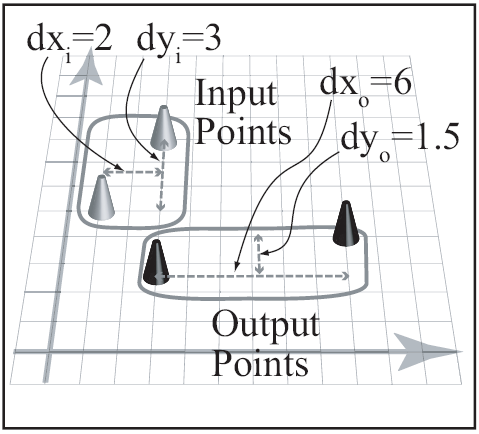 dxᵢ=2 dyᵢ=3
Input
Points
dxₒ=6
dyₒ=1.5
Output
Points